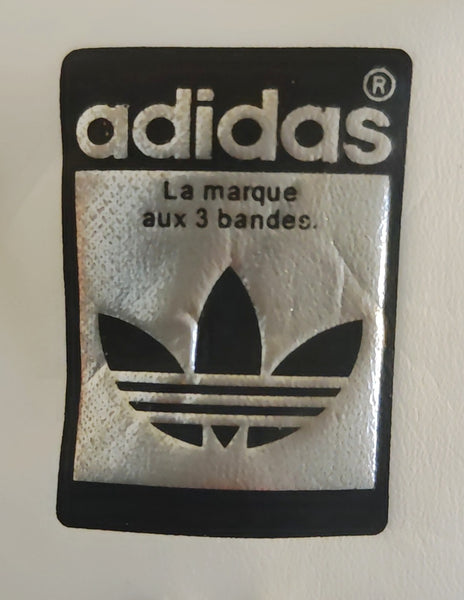 adidas®
La marque
aux 3 bandes.